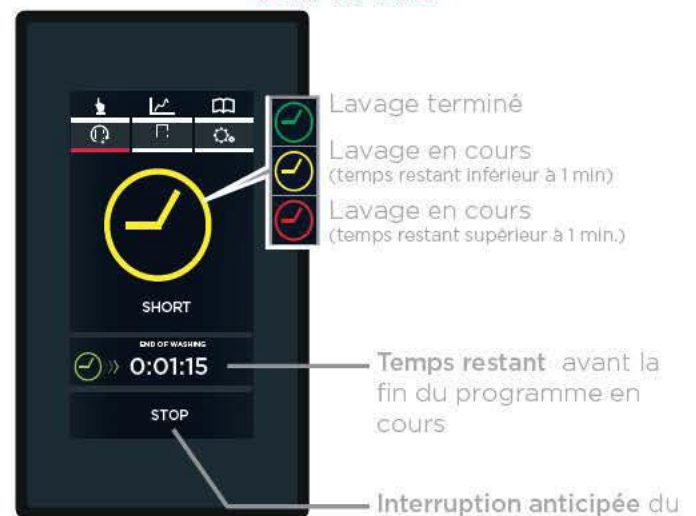 Lavage terminé
Lavage en cours
(temps restant inférieur à 1 min)
Lavage en cours
(temps restant supérieur à 1 min.)
SHORT
END OF WASHING
0:01:15
STOP
Temps restant avant la
fin du programme en
cours
Interruption anticipée du